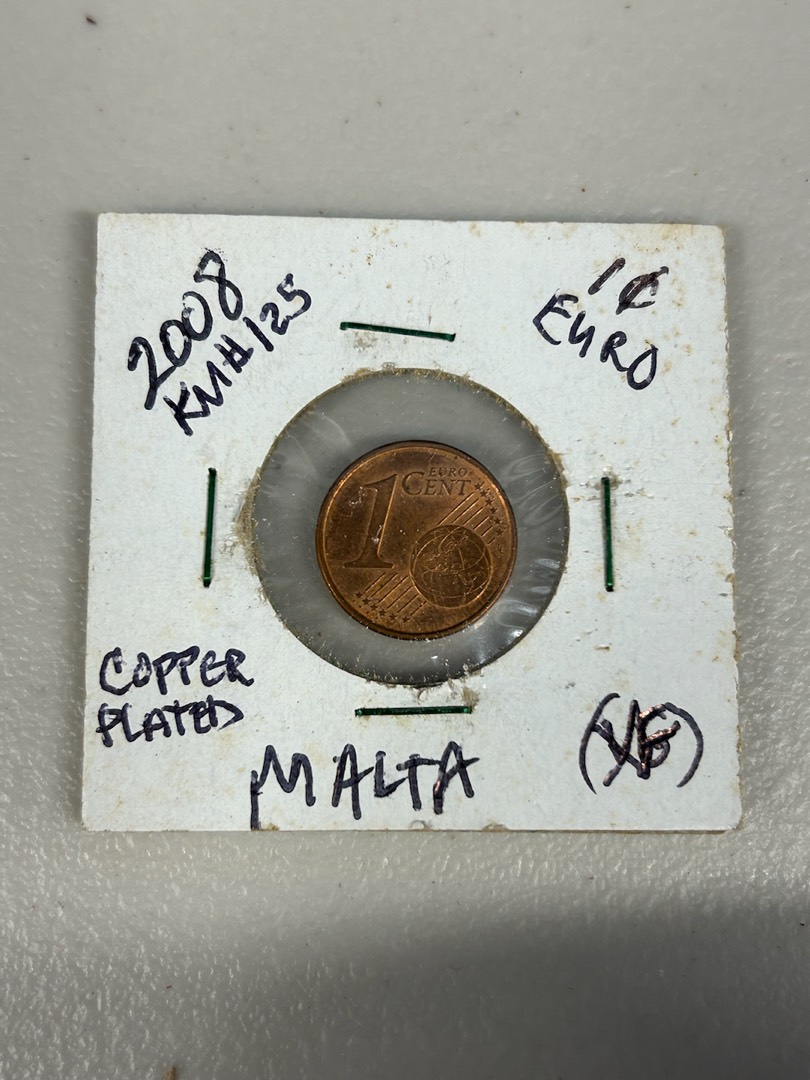 2008
KM#125
1¢
EURO
1 EURO
CENT
COPPER
PLATED
MALTA